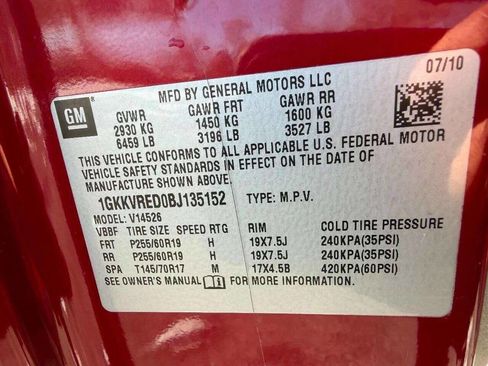 MFD BY GENERAL MOTORS LLC 07/10
GM ®
GVWR GAWR FRT GAWR RR
2930 KG 1450 KG 1600 KG
6459 LB 3196 LB 3527 LB
THIS VEHICLE CONFORMS TO ALL APPLICABLE U.S. FEDERAL MOTOR
VEHICLE SAFETY STANDARDS IN EFFECT ON THE DATE OF
MANUFACTURE SHOWN ABOVE.
1GKKVRED0BJ135152 TYPE: M.P.V.
MODEL: V14526
VBBF TIRE SIZE SPEED RTG RIM COLD TIRE PRESSURE
FRT P255/60R19 H 19X7.5J 240KPA(35PSI)
RR P255/60R19 H 19X7.5J 240KPA(35PSI)
SPA T145/70R17 M 17X4.5B 420KPA(60PSI)
SEE OWNER'S MANUAL FOR MORE INFORMATION.